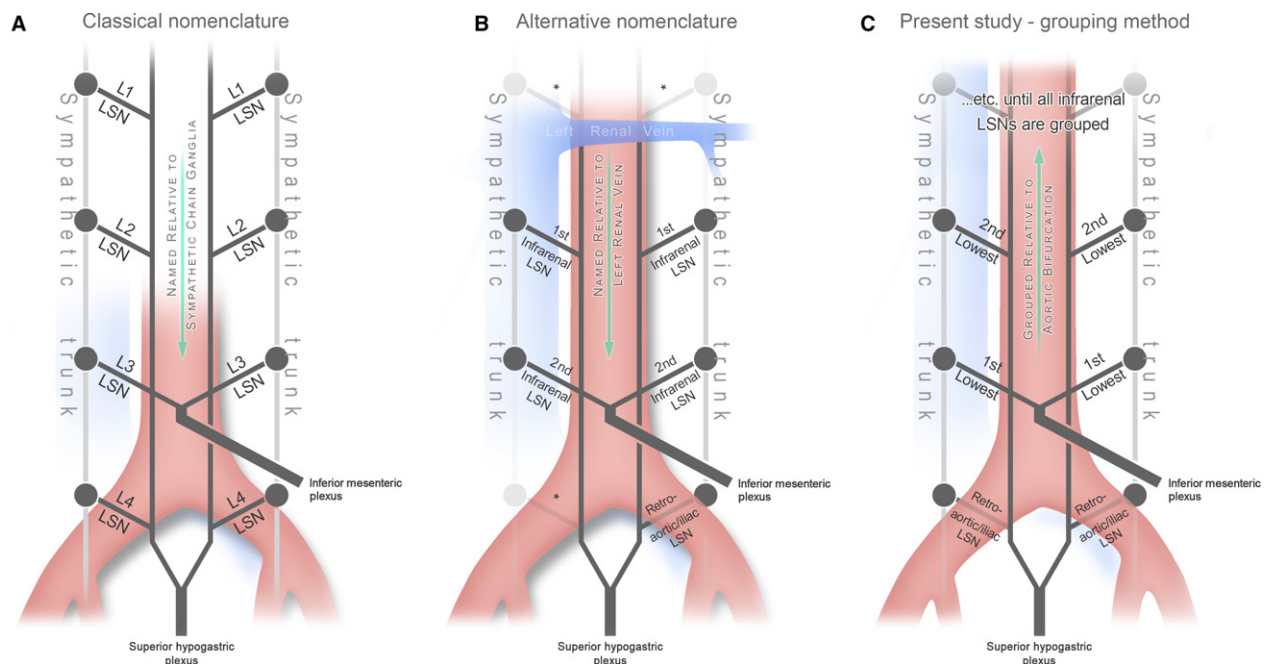 Classical nomenclature
Alternative nomenclature
Present study - grouping method
A
Sympathetic trunk
Sympathetic trunk
L1
LSN
L1
LSN
NAMED RELATIVE TO
SYMPATHETIC CHAIN GANGLIA
L2
LSN
L2
LSN
L3
LSN
L3
LSN
L4
LSN
L4
LSN
Inferior mesenteric
plexus
Superior hypogastric
plexus
B
Sympathetic trunk
Sympathetic trunk
*
*
Left Renal Vein
NAMED RELATIVE TO
LEFT RENAL VEIN
1st
Infrarenal
LSN
1st
Infrarenal
LSN
2nd
Infrarenal
LSN
2nd
Infrarenal
LSN
*
Retro-
aortic/iliac
LSN
Inferior mesenteric
plexus
Superior hypogastric
plexus
C
Sympathetic trunk
Sympathetic trunk
...etc. until all infrarenal
LSNs are grouped
GROUPED RELATIVE TO
AORTIC BIFURCATION
2nd
Lowest
2nd
Lowest
1st
Lowest
1st
Lowest
Retro-
aortic/iliac
LSN
Retro-
aortic/iliac
LSN
Inferior mesenteric
plexus
Superior hypogastric
plexus